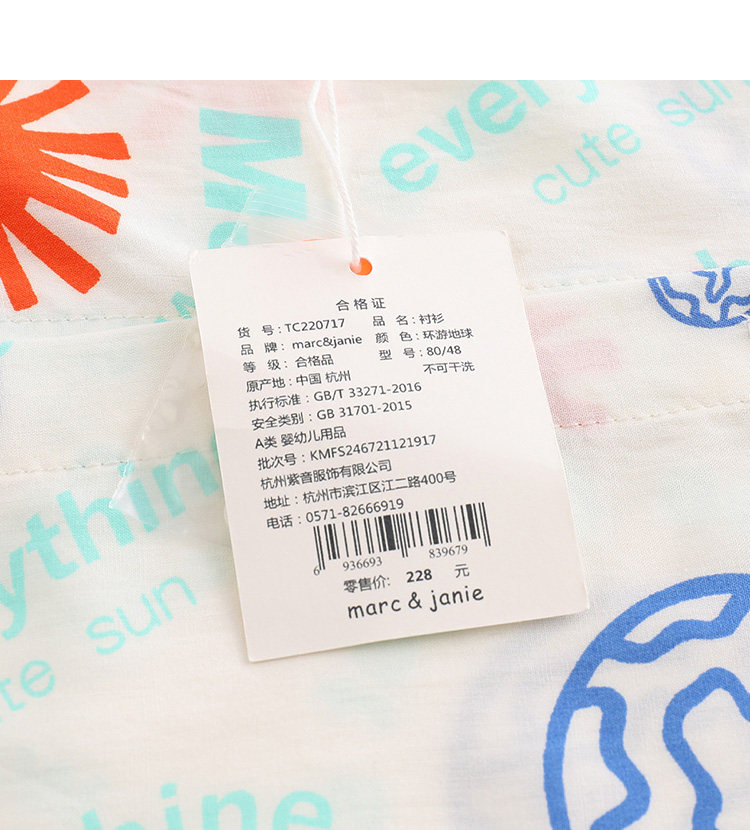 every
cute sun
Me
合格证
货 号:TC220717 品 名:衬衫
品 牌:marc&janie 颜 色:环游地球
等 级:合格品 型 号:80/48
原产地:中国 杭州 不可干洗
执行标准:GB/T 33271-2016
安全类别:GB 31701-2015
A类 婴幼儿用品
批次号:KMFS246721121917
杭州紫音服饰有限公司
地址:杭州市滨江区江二路400号
电话:0571-82666919
6 936693 839679
零售价: 228 元
marc & janie
ything
ute sun
hine